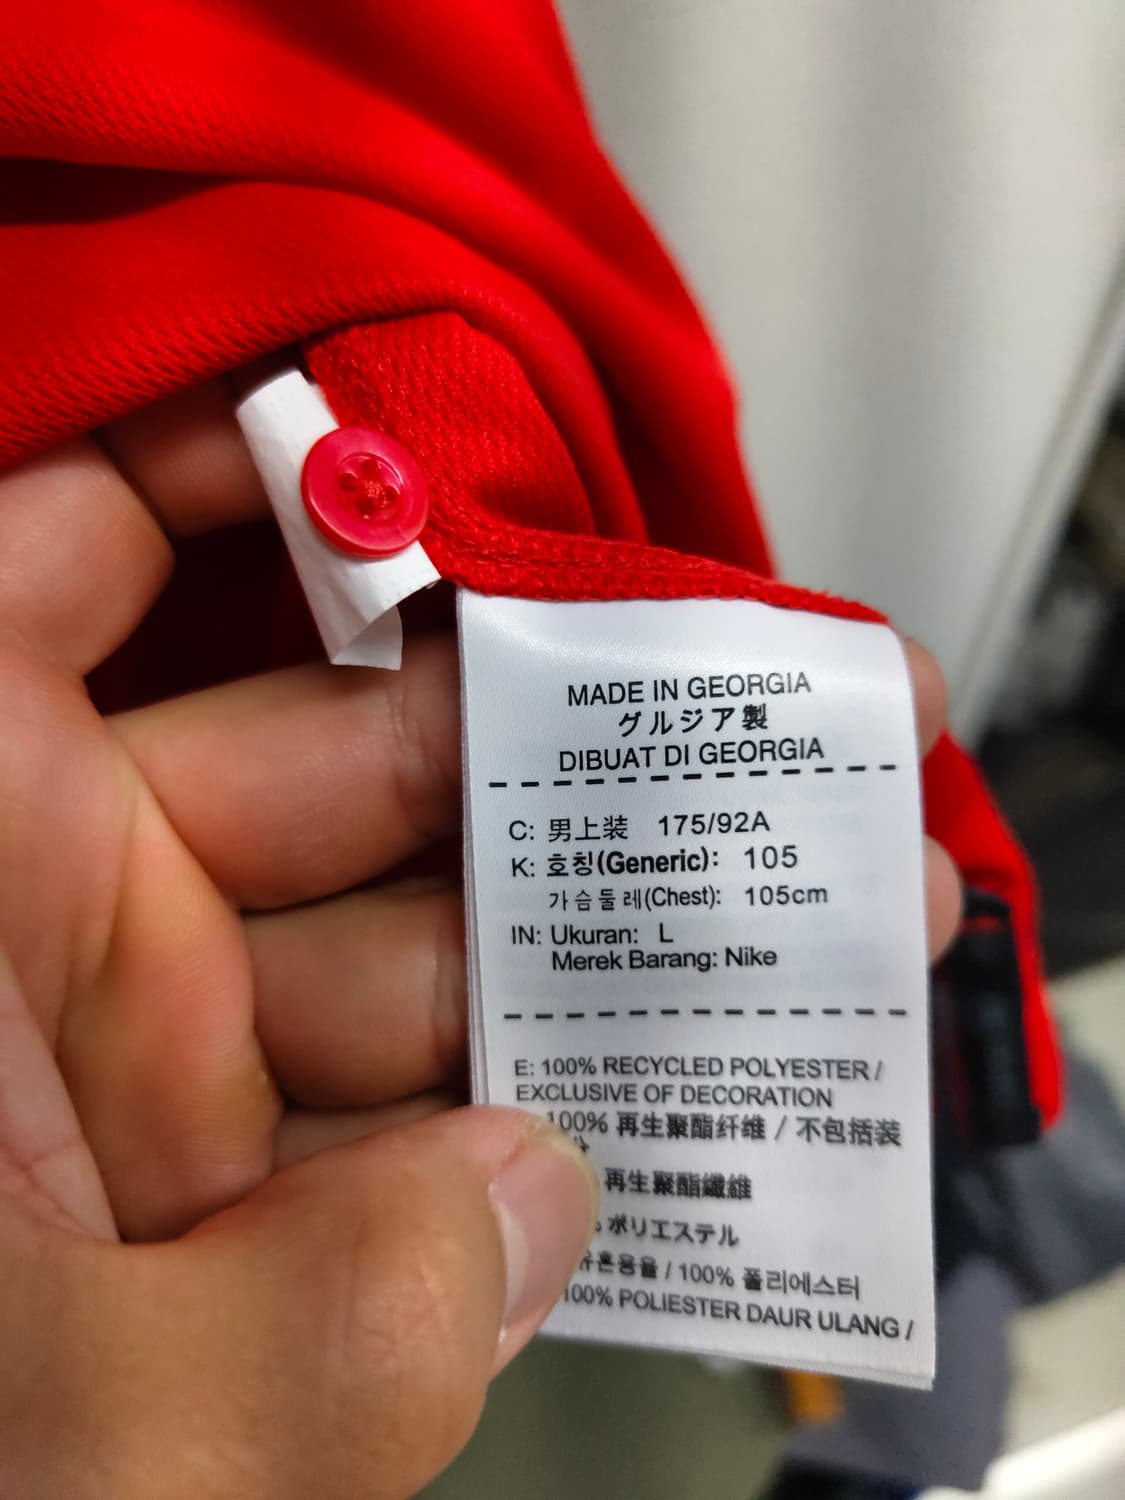 MADE IN GEORGIA
グルジア製
DIBUAT DI GEORGIA
C: 男上装 175/92A
K: 호칭(Generic): 105
가슴둘레(Chest): 105cm
IN: Ukuran: L
Merek Barang: Nike
E: 100% RECYCLED POLYESTER /
EXCLUSIVE OF DECORATION
100% 再生聚酯纤维 / 不包括装
再生聚酯纖維
ポリエステル
/ 100% 폴리에스터
100% POLIESTER DAUR ULANG /